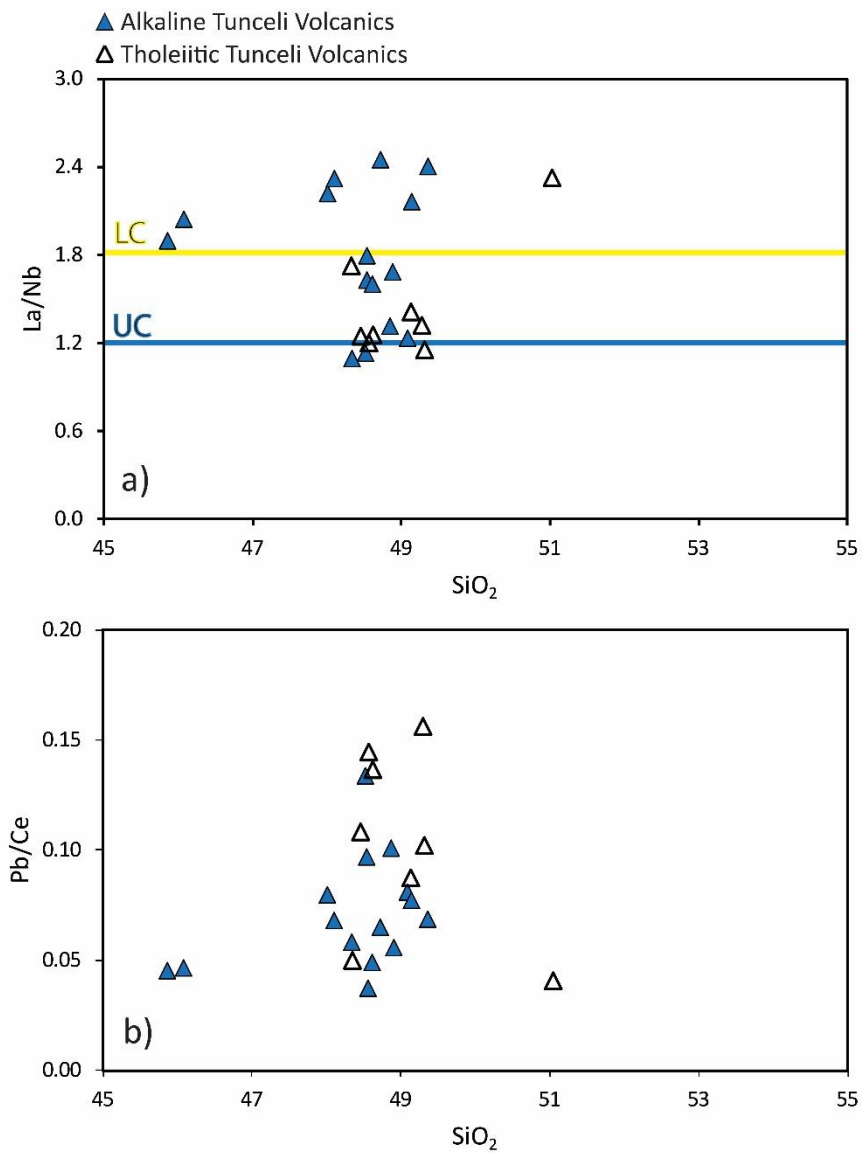 Alkaline Tunceli Volcanics
Tholeiitic Tunceli Volcanics
3.0
2.4
1.8
1.2
0.6
0.0
La/Nb
LC
UC
a)
45 47 49 51 53 55
SiO₂
0.20
0.15
0.10
0.05
0.00
Pb/Ce
b)
45 47 49 51 53 55
SiO₂